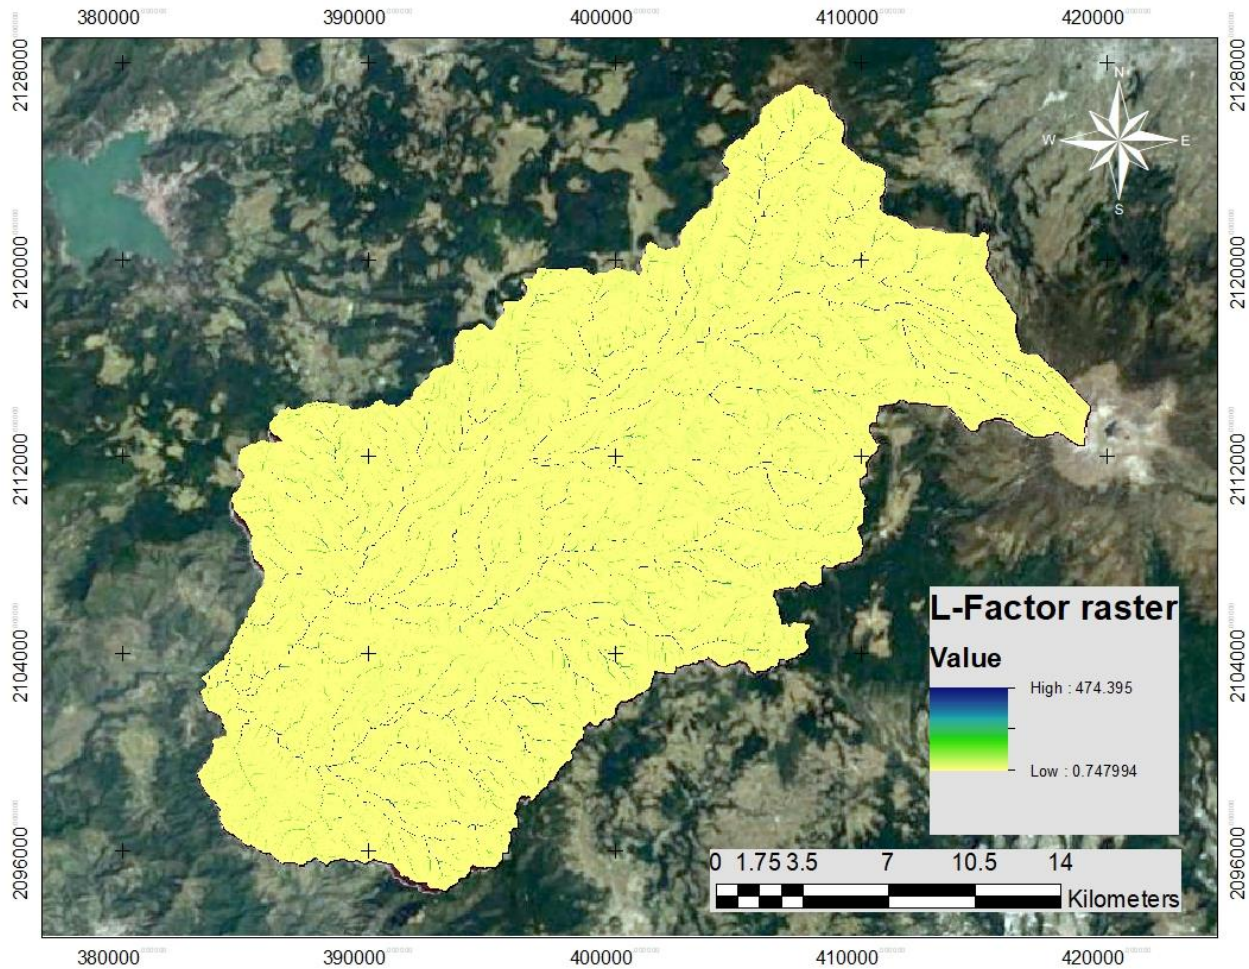 380000 390000 400000 410000 420000
2128000 2128000
N
W E
S
2120000 2120000
2112000 2112000
L-Factor raster
Value
High : 474.395
Low : 0.747994
2104000 2104000
2096000 2096000
0 1.75 3.5 7 10.5 14
Kilometers
380000 390000 400000 410000 420000